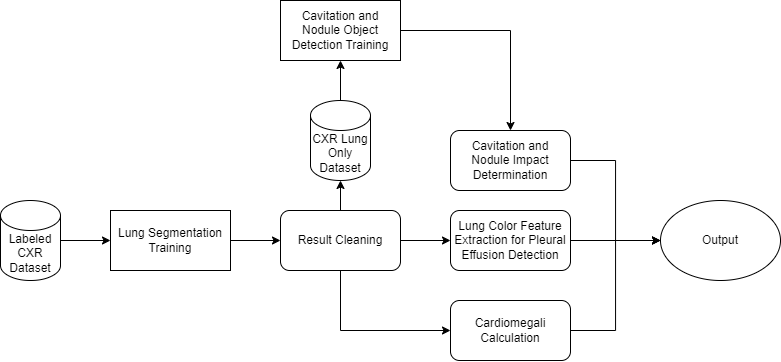 Cavitation and
Nodule Object
Detection Training
CXR Lung
Only
Dataset
Cavitation and
Nodule Impact
Determination
Labeled
CXR
Dataset
Lung Segmentation
Training
Result Cleaning
Lung Color Feature
Extraction for Pleural
Effusion Detection
Output
Cardiomegali
Calculation